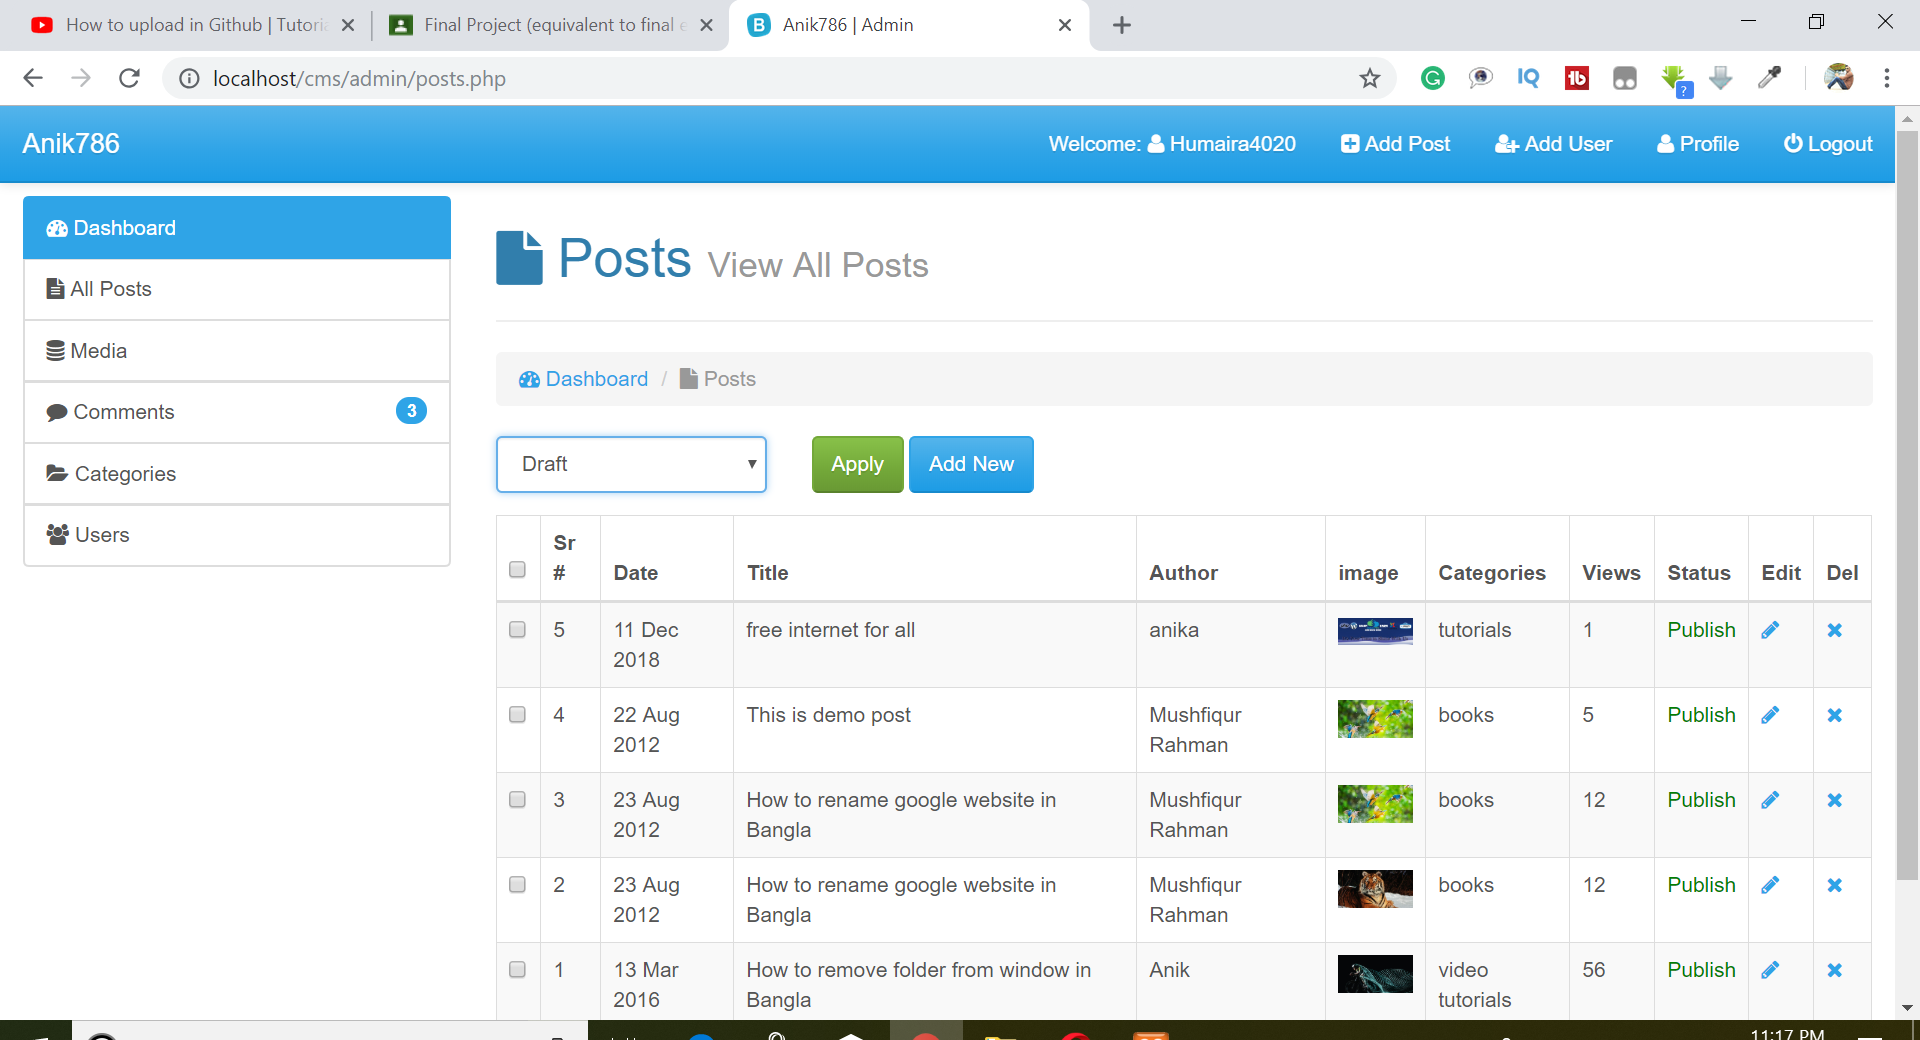 How to upload in Github | Tutori
Final Project (equivalent to final e
Anik786 | Admin
localhost/cms/admin/posts.php
Anik786
Welcome: Humaira4020
Add Post
Add User
Profile
Logout
Dashboard
All Posts
Media
Comments 3
Categories
Users
Posts View All Posts
Dashboard / Posts
Draft
Apply
Add New
Sr # Date Title Author image Categories Views Status Edit Del
5 11 Dec free internet for all anika tutorials 1 Publish
2018
4 22 Aug This is demo post Mushfiqur books 5 Publish
2012 Rahman
3 23 Aug How to rename google website in Mushfiqur books 12 Publish
2012 Bangla Rahman
2 23 Aug How to rename google website in Mushfiqur books 12 Publish
2012 Bangla Rahman
1 13 Mar How to remove folder from window in Anik video 56 Publish
2016 Bangla tutorials
11:17 PM